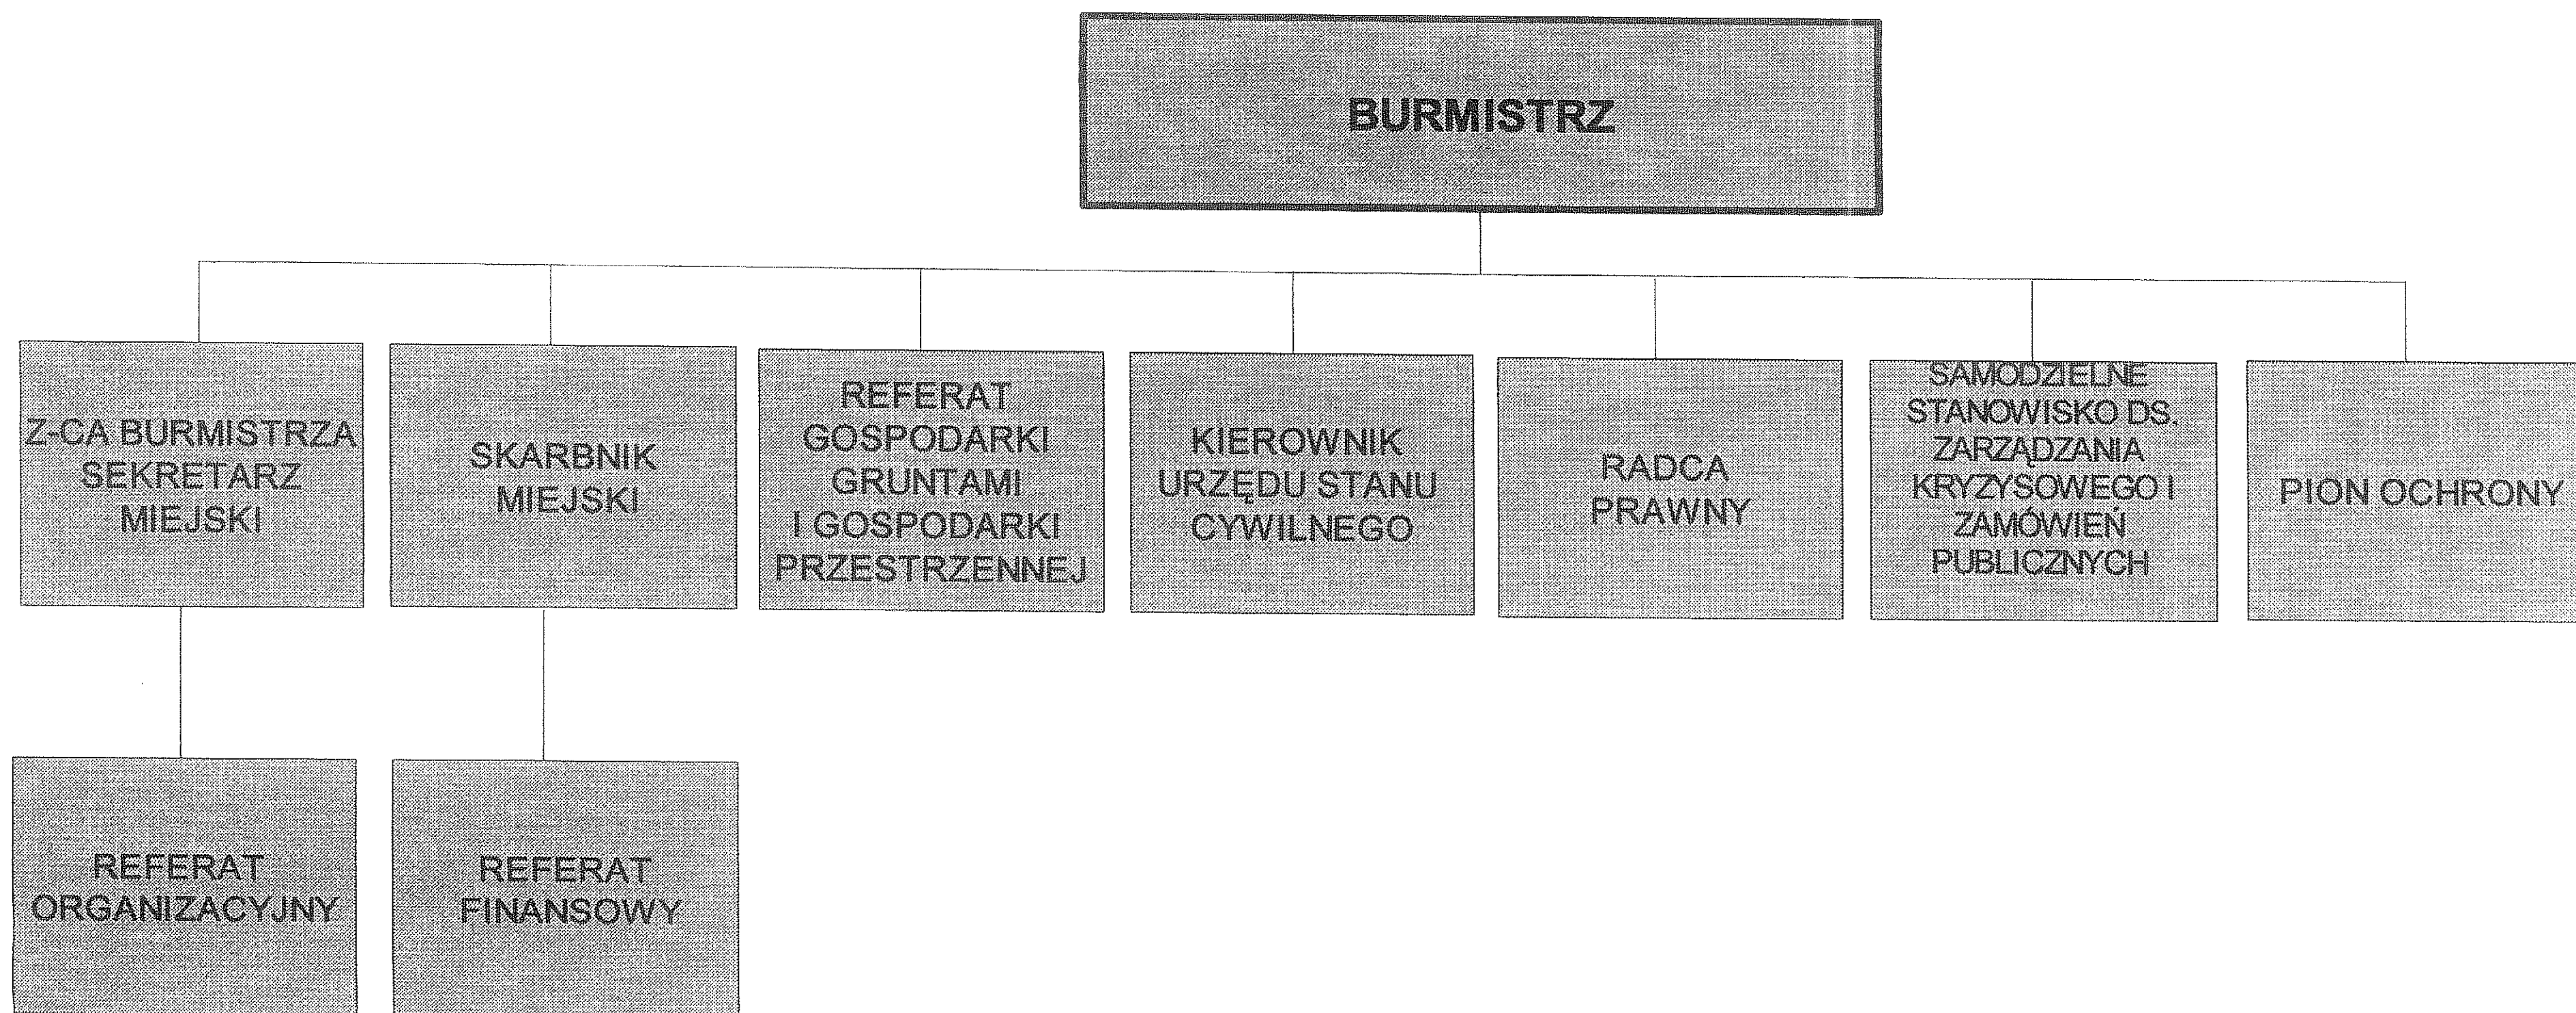 BURMISTRZ
Z-CA BURMISTRZA
SEKRETARZ
MIEJSKI
SKARBNIK
MIEJSKI
REFERAT
GOSPODARKI
GRUNTAMI
I GOSPODARKI
PRZESTRZENNEJ
KIEROWNIK
URZĘDU STANU
CYWILNEGO
RADCA
PRAWNY
SAMODZIELNE
STANOWISKO DS.
ZARZĄDZANIA
KRYZYSOWEGO I
ZAMÓWIEŃ
PUBLICZNYCH
PION OCHRONY
REFERAT
ORGANIZACYJNY
REFERAT
FINANSOWY